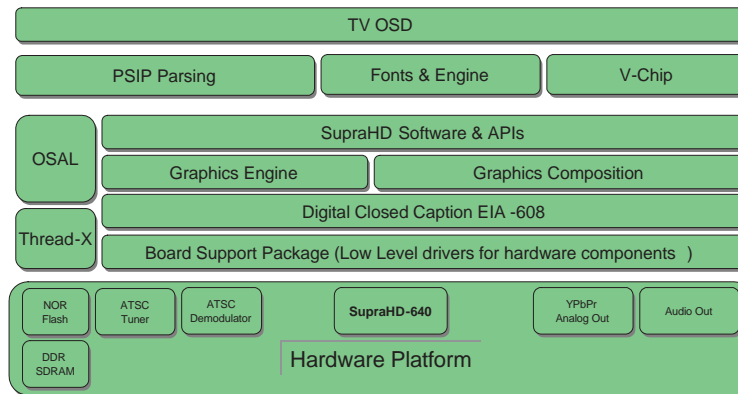 TV OSD
PSIP Parsing
Fonts & Engine
V-Chip
OSAL
SupraHD Software & APIs
Graphics Engine
Graphics Composition
Thread-X
Digital Closed Caption EIA -608
Board Support Package (Low Level drivers for hardware components )
NOR
Flash
ATSC
Tuner
ATSC
Demodulator
SupraHD-640
YPbPr
Analog Out
Audio Out
DDR
SDRAM
Hardware Platform